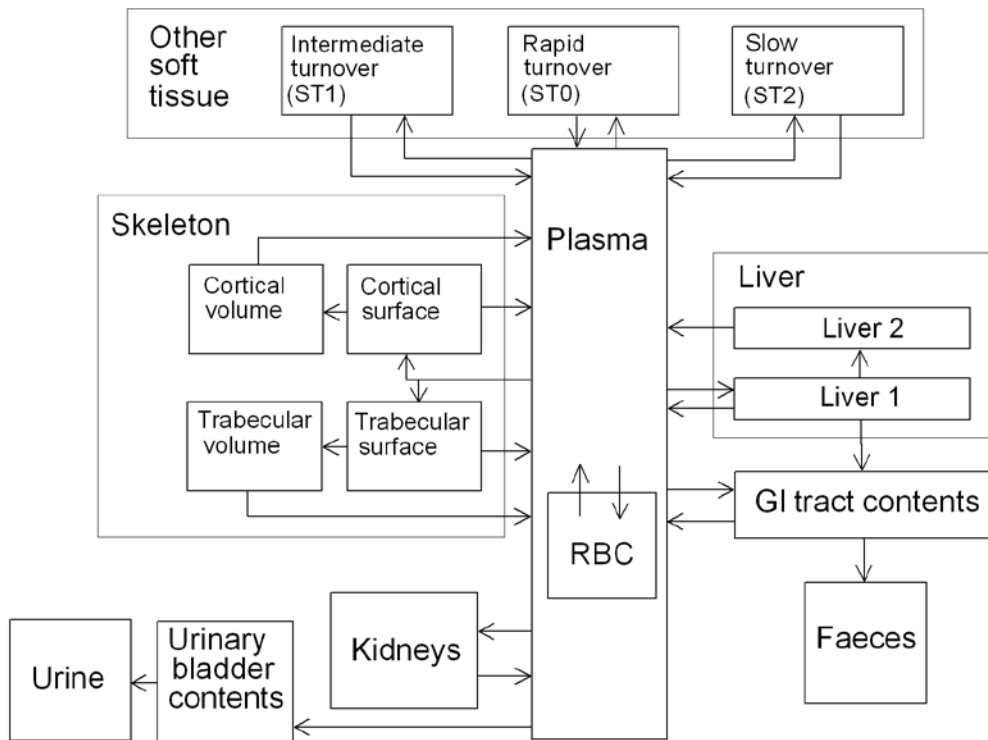 Other
soft
tissue
Intermediate
turnover
(ST1)
Rapid
turnover
(ST0)
Slow
turnover
(ST2)
Skeleton
Plasma
Cortical
volume
Cortical
surface
Trabecular
volume
Trabecular
surface
Liver
Liver 2
Liver 1
GI tract contents
RBC
Faeces
Kidneys
Urinary
bladder
contents
Urine